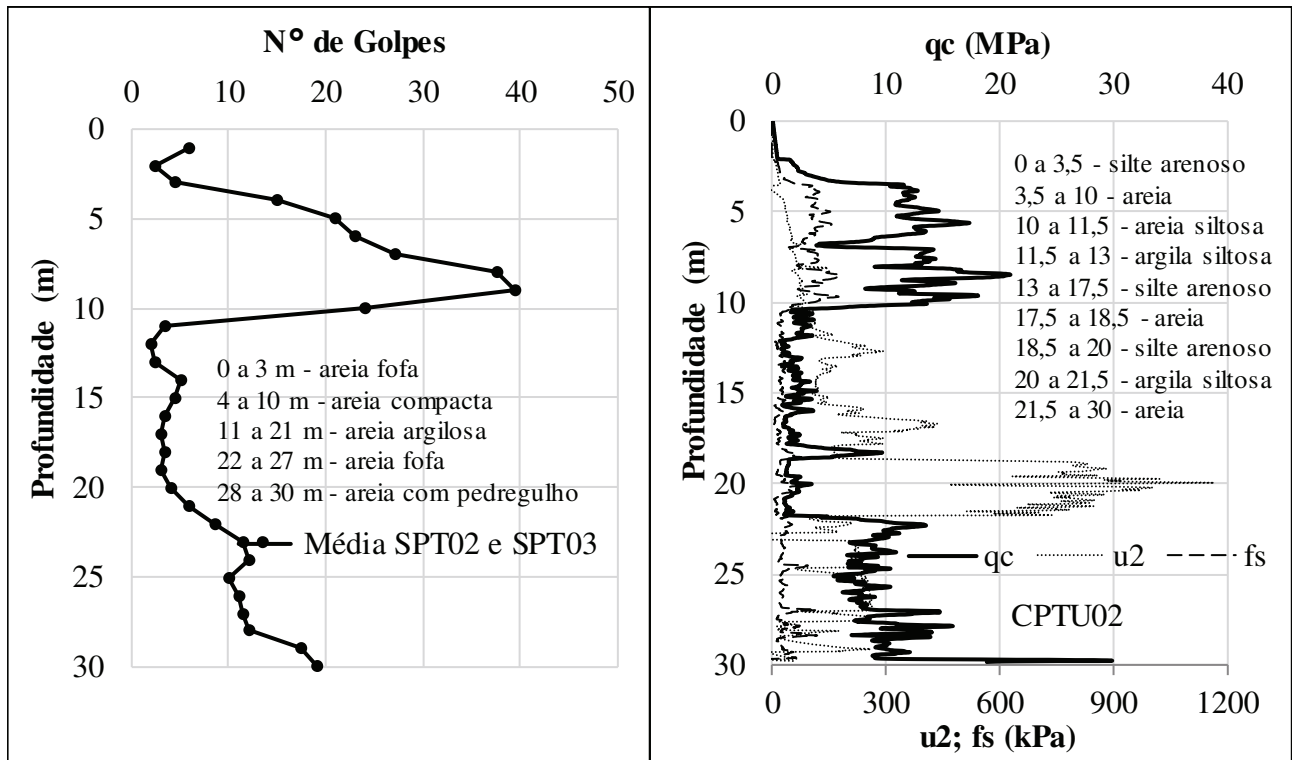 N° de Golpes
0 10 20 30 40 50
0
5
10
15
20
25
30
Profundidade (m)
0 a 3 m - areia fofa
4 a 10 m - areia compacta
11 a 21 m - areia argilosa
22 a 27 m - areia fofa
28 a 30 m - areia com pedregulho
Média SPT02 e SPT03
qc (MPa)
0 10 20 30 40
0
5
10
15
20
25
30
Profundidade (m)
0 a 3,5 - silte arenoso
3,5 a 10 - areia
10 a 11,5 - areia siltosa
11,5 a 13 - argila siltosa
13 a 17,5 - silte arenoso
17,5 a 18,5 - areia
18,5 a 20 - silte arenoso
20 a 21,5 - argila siltosa
21,5 a 30 - areia
qc u2 fs
CPTU02
0 300 600 900 1200
u2; fs (kPa)